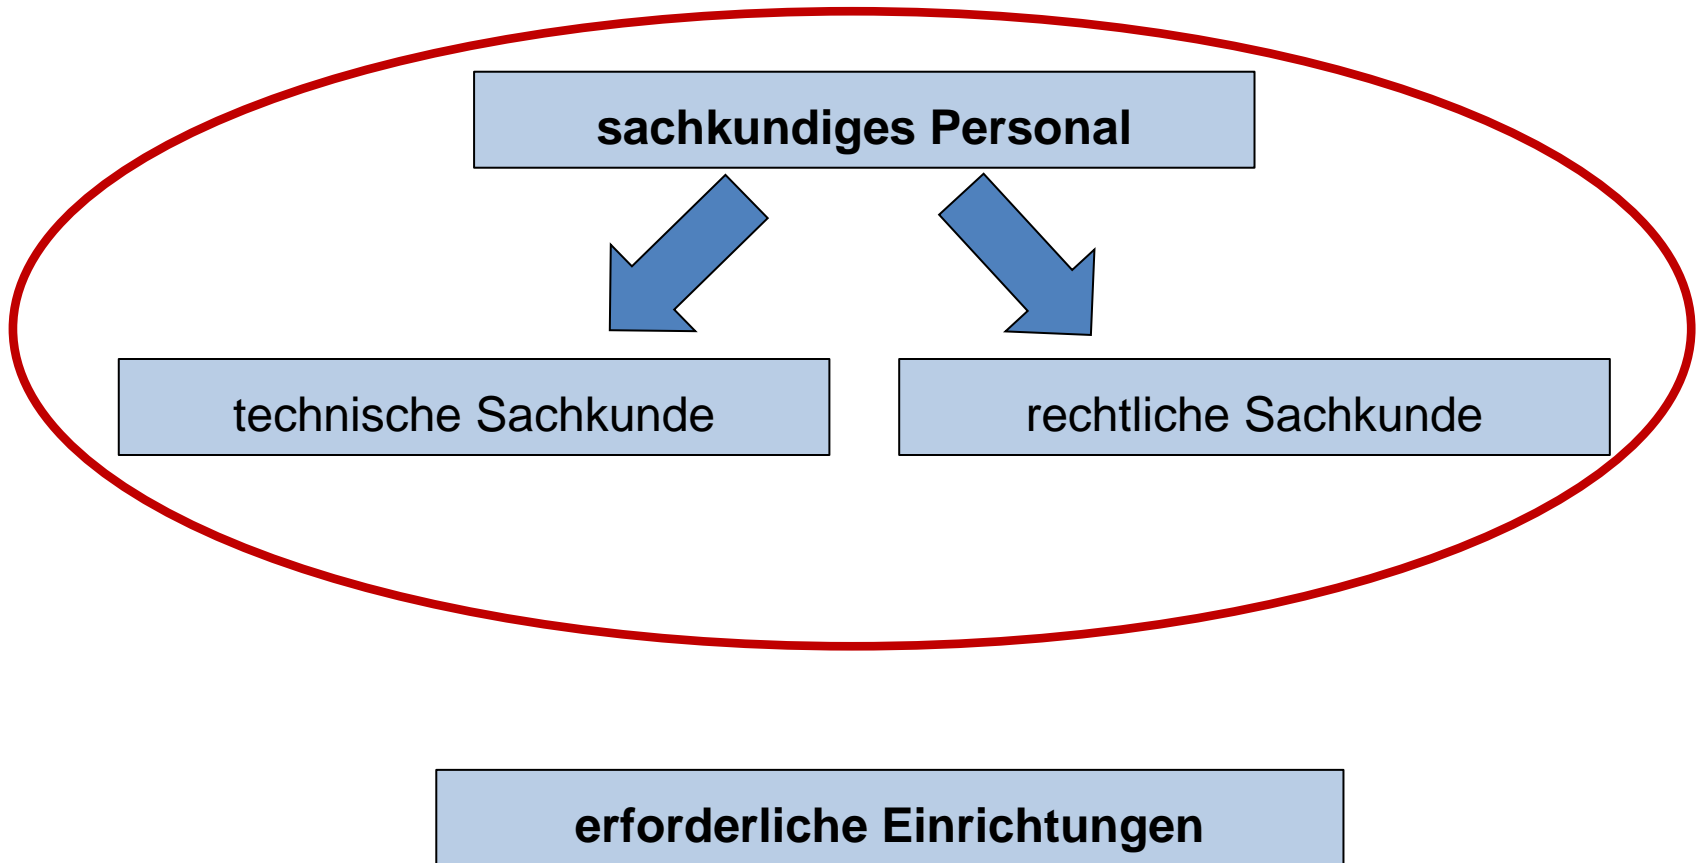 sachkundiges Personal
technische Sachkunde
rechtliche Sachkunde
erforderliche Einrichtungen